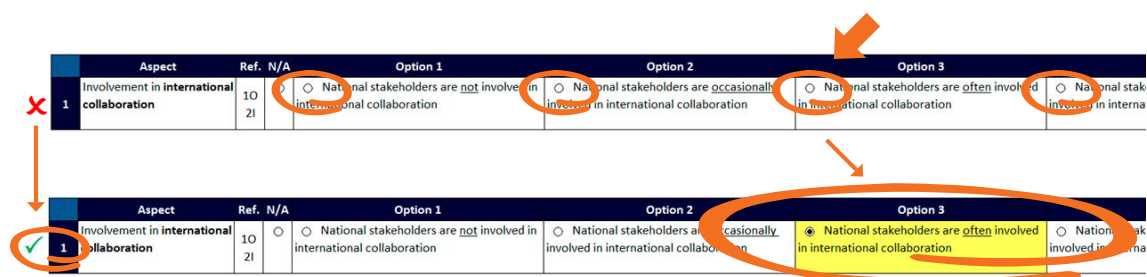 Aspect Ref. N/A Option 1 Option 2 Option 3
1 Involvement in international collaboration 1O 2I
National stakeholders are not involved in
international collaboration
National stakeholders are occasionally
involved in international collaboration
National stakeholders are often involved
in international collaboration
Aspect Ref. N/A Option 1 Option 2 Option 3
1 Involvement in international collaboration 1O 2I
National stakeholders are not involved in
international collaboration
National stakeholders are occasionally
involved in international collaboration
National stakeholders are often involved
in international collaboration